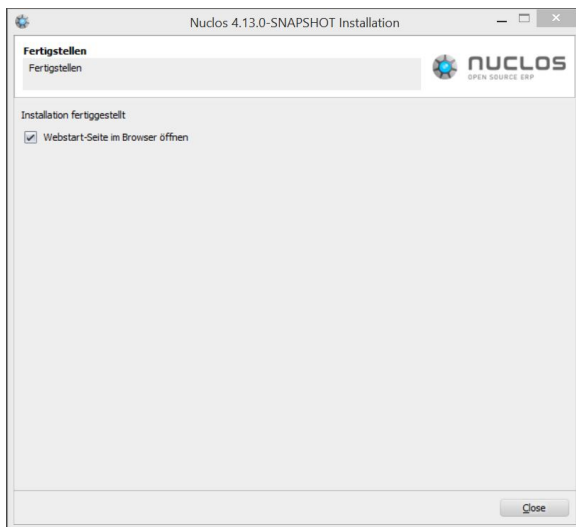 Nuclos 4.13.0-SNAPSHOT Installation
Fertigstellen
Fertigstellen
NUCLOS
OPEN SOURCE ERP
Installation fertiggestellt
Webstart-Seite im Browser öffnen
Close